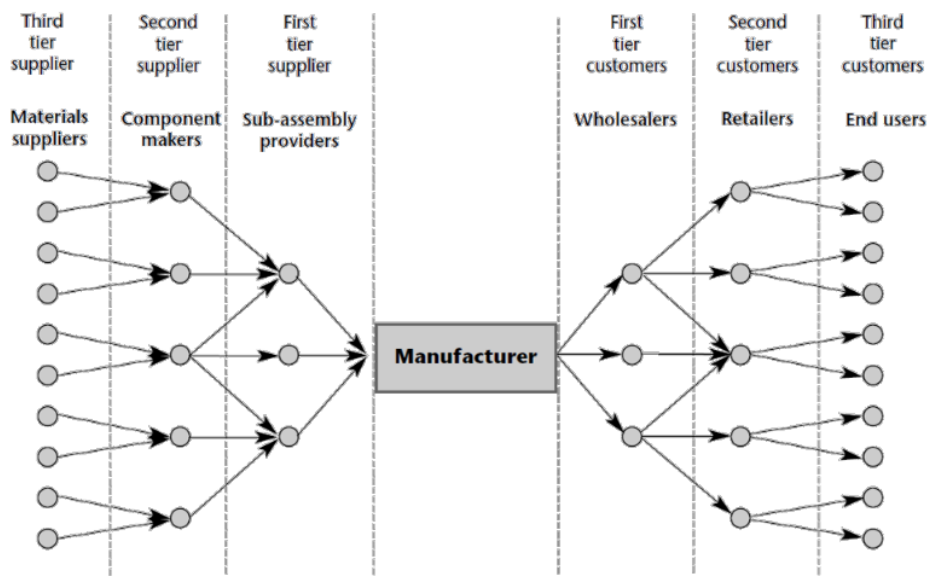 Third
tier
supplier
Second
tier
supplier
First
tier
supplier
First
tier
customers
Second
tier
customers
Third
tier
customers
Materials
suppliers
Component
makers
Sub-assembly
providers
Wholesalers
Retailers
End users
Manufacturer